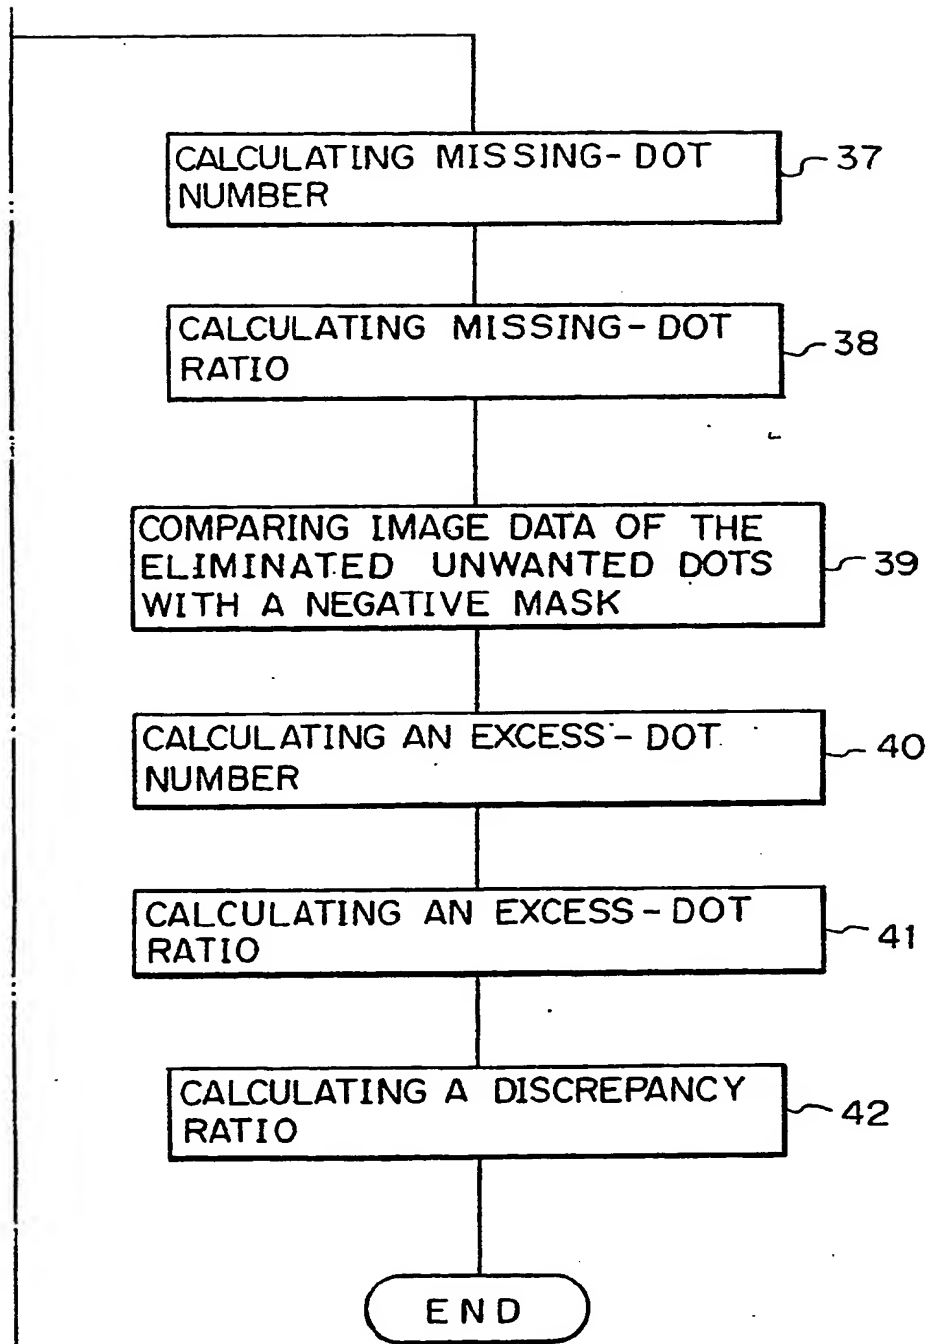 CALCULATING MISSING-DOT
NUMBER
37
CALCULATING MISSING-DOT
RATIO
38
COMPARING IMAGE DATA OF THE
ELIMINATED UNWANTED DOTS
WITH A NEGATIVE MASK
39
CALCULATING AN EXCESS-DOT
NUMBER
40
CALCULATING AN EXCESS-DOT
RATIO
41
CALCULATING A DISCREPANCY
RATIO
42
END